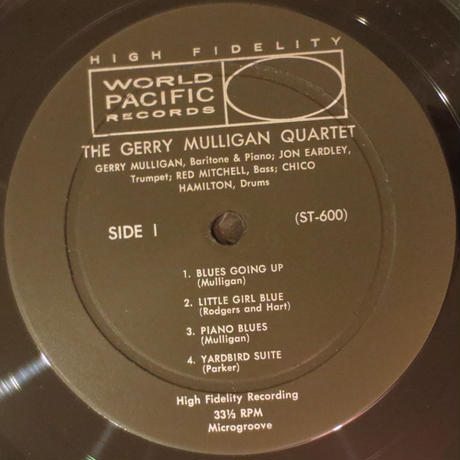 HIGH FIDELITY
WORLD
PACIFIC
RECORDS
THE GERRY MULLIGAN QUARTET
GERRY MULLIGAN, Baritone & Piano; JON EARDLEY,
Trumpet; RED MITCHELL, Bass; CHICO
HAMILTON, Drums
SIDE I
(ST-600)
1. BLUES GOING UP
(Mulligan)
2. LITTLE GIRL BLUE
(Rodgers and Hart)
3. PIANO BLUES
(Mulligan)
4. YARDBIRD SUITE
(Parker)
High Fidelity Recording
33⅓ RPM
Microgroove